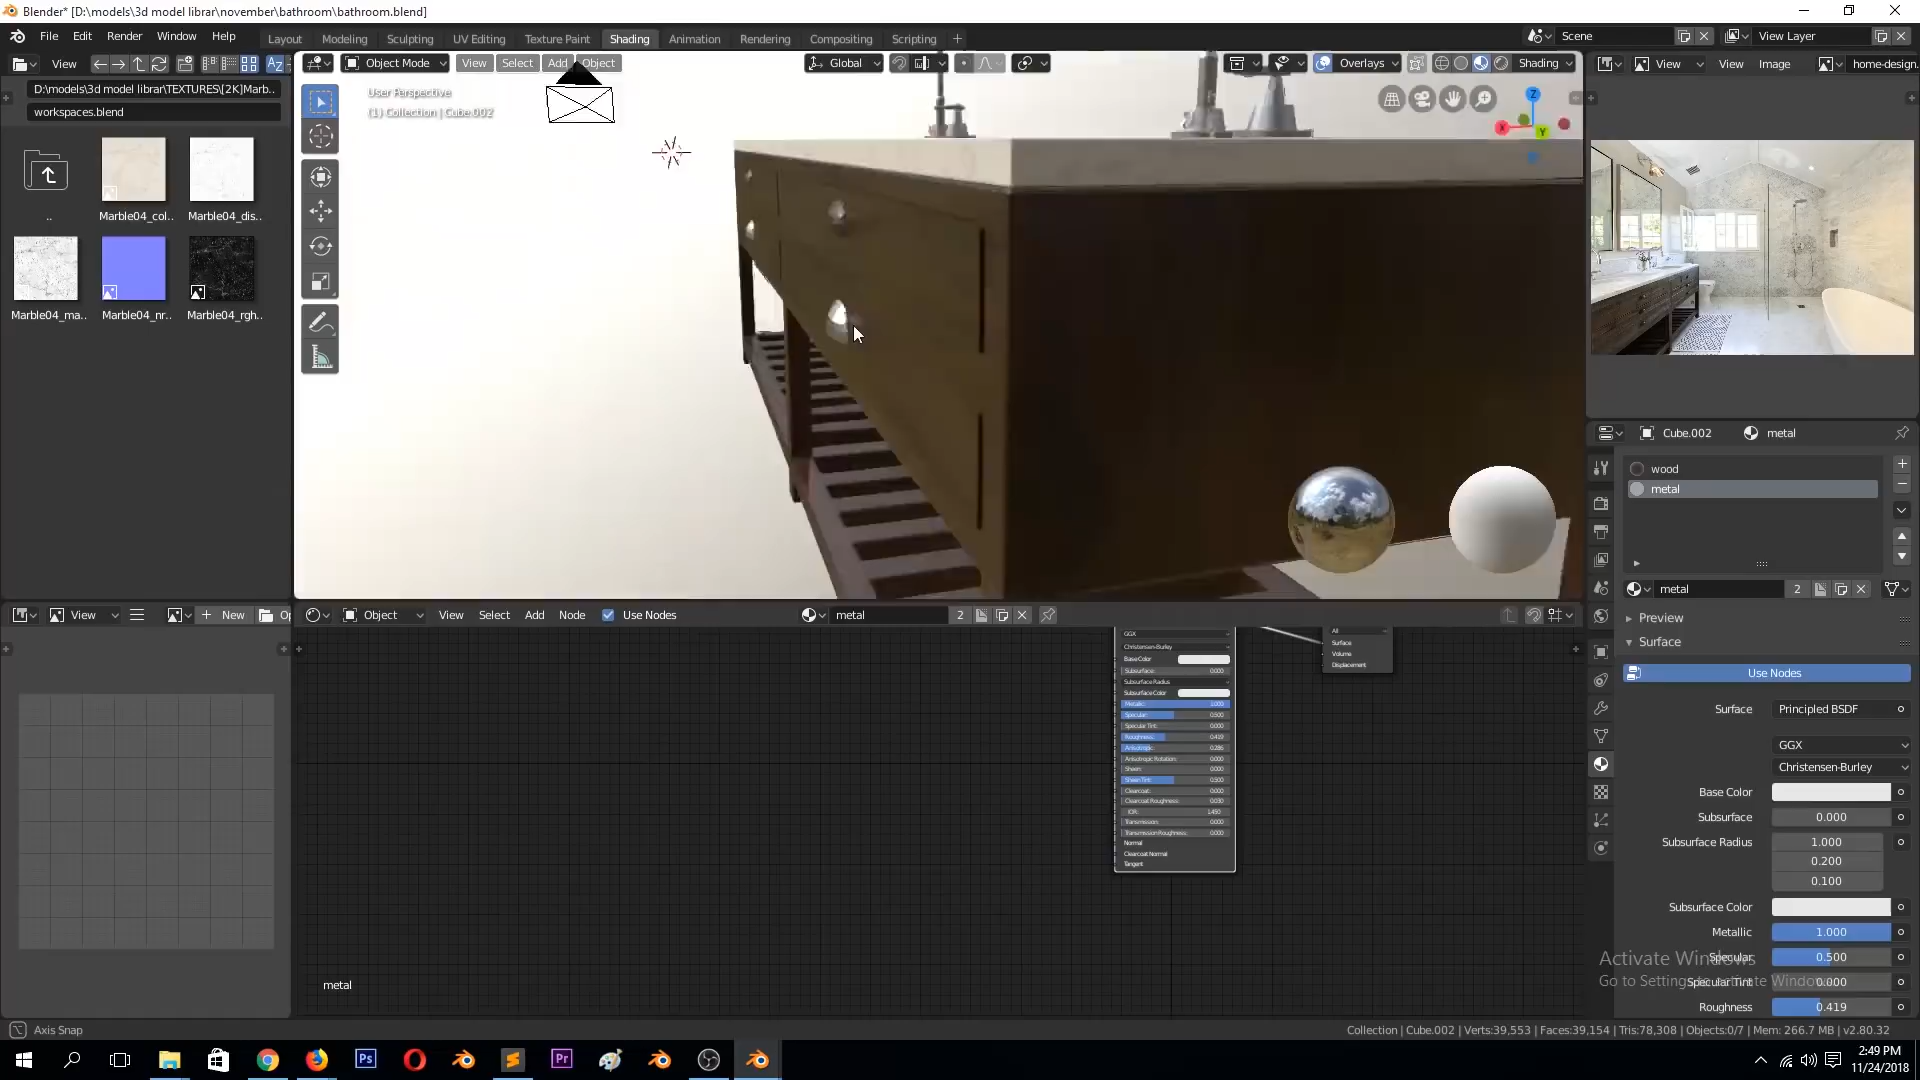 Blender* [D:\models\3d model librar\november\bathroom\bathroom.blend]
File Edit Render Window Help
Layout Modeling Sculpting UV Editing Texture Paint Shading Animation Rendering Compositing Scripting
Scene
View Layer
View
Object Mode View Select Add Object
Global
Overlays
Shading
View View Image
home-design.
D:\models\3d model librar\TEXTURES\[2K]Marb..
workspaces.blend
User Perspective
(1) Collection | Cube.002
Z
X
Y
..
Marble04_col..
Marble04_dis..
Marble04_ma..
Marble04_nr..
Marble04_rgh..
Cube.002
metal
wood
metal
metal
2
Preview
Surface
Use Nodes
Surface
Principled BSDF
GGX
Christensen-Burley
Base Color
Subsurface
0.000
Subsurface Radius
1.000
0.200
0.100
Subsurface Color
Metallic
1.000
Specular
0.500
Specular Tint
0.000
Roughness
0.419
Activate Windows
Go to Settings to activate Windows.
View
New
Op
Object View Select Add Node Use Nodes
metal
2
GGX
Christensen-Burley
Base Color
Subsurface: 0.000
Subsurface Radius
Subsurface Color
Metallic: 1.000
Specular: 0.500
Specular Tint: 0.000
Roughness: 0.419
Anisotropic: 0.286
Anisotropic Rotation: 0.000
Sheen: 0.000
Sheen Tint: 0.500
Clearcoat: 0.000
Clearcoat Roughness: 0.030
IOR: 1.450
Transmission: 0.000
Transmission Roughness: 0.000
Normal
Clearcoat Normal
Tangent
All
Surface
Volume
Displacement
metal
Axis Snap
Collection | Cube.002 | Verts:39,553 | Faces:39,154 | Tris:78,308 | Objects:0/7 | Mem: 266.7 MB | v2.80.32
Ps
Pr
2:49 PM
11/24/2018